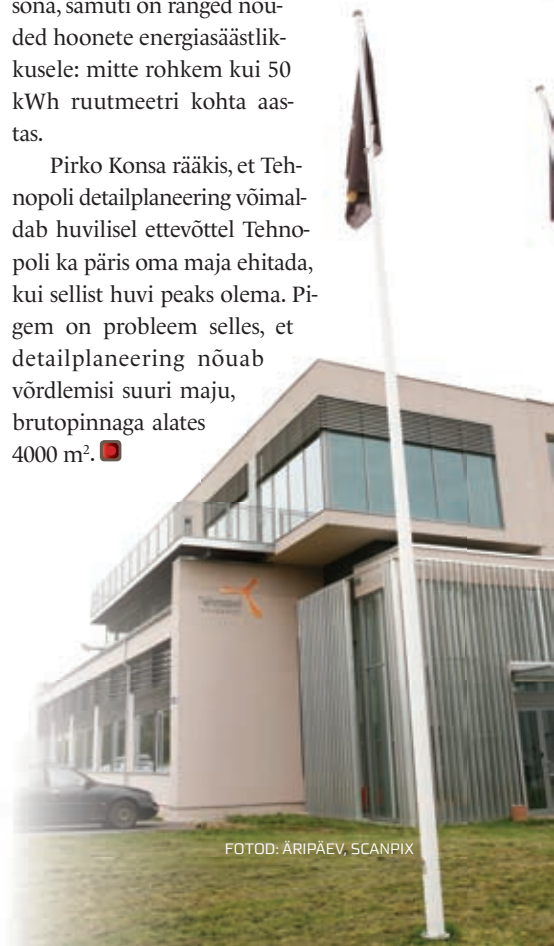 sõna, samuti on ranged nõu-
ded hoonete energiasäästlik-
kusele: mitte rohkem kui 50
kWh ruutmeetri kohta aas-
tas.
Pirko Konsa rääkis, et Teh-
nopoli detailplaneering võimal-
dab huvilisel ettevõttel Tehno-
poli ka päris oma maja ehitada,
kui sellist huvi peaks olema. Pi-
gem on probleem selles, et
detailplaneering nõuab
võrdlemisi suuri maju,
brutopinnaga alates
4000 m².
FOTOD: ÄRIPÄEV, SCANPIX